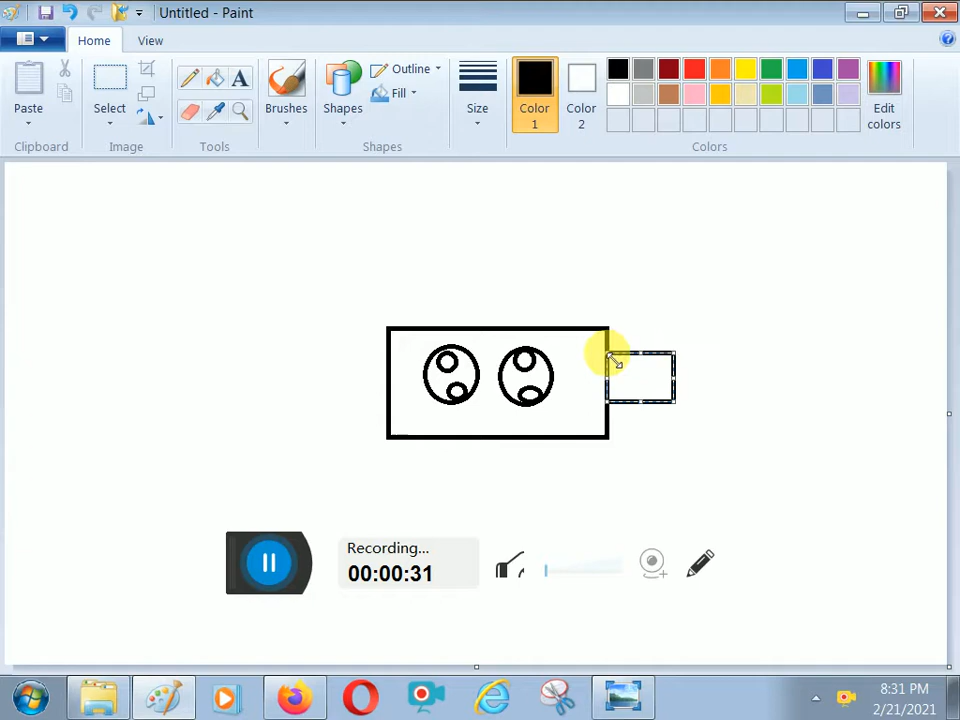 Untitled - Paint
Home View
Paste
Select
Brushes
Shapes
Outline
Fill
Size
Color 1
Color 2
Edit colors
Clipboard
Image
Tools
Shapes
Colors
Recording...
00:00:31
8:31 PM
2/21/2021